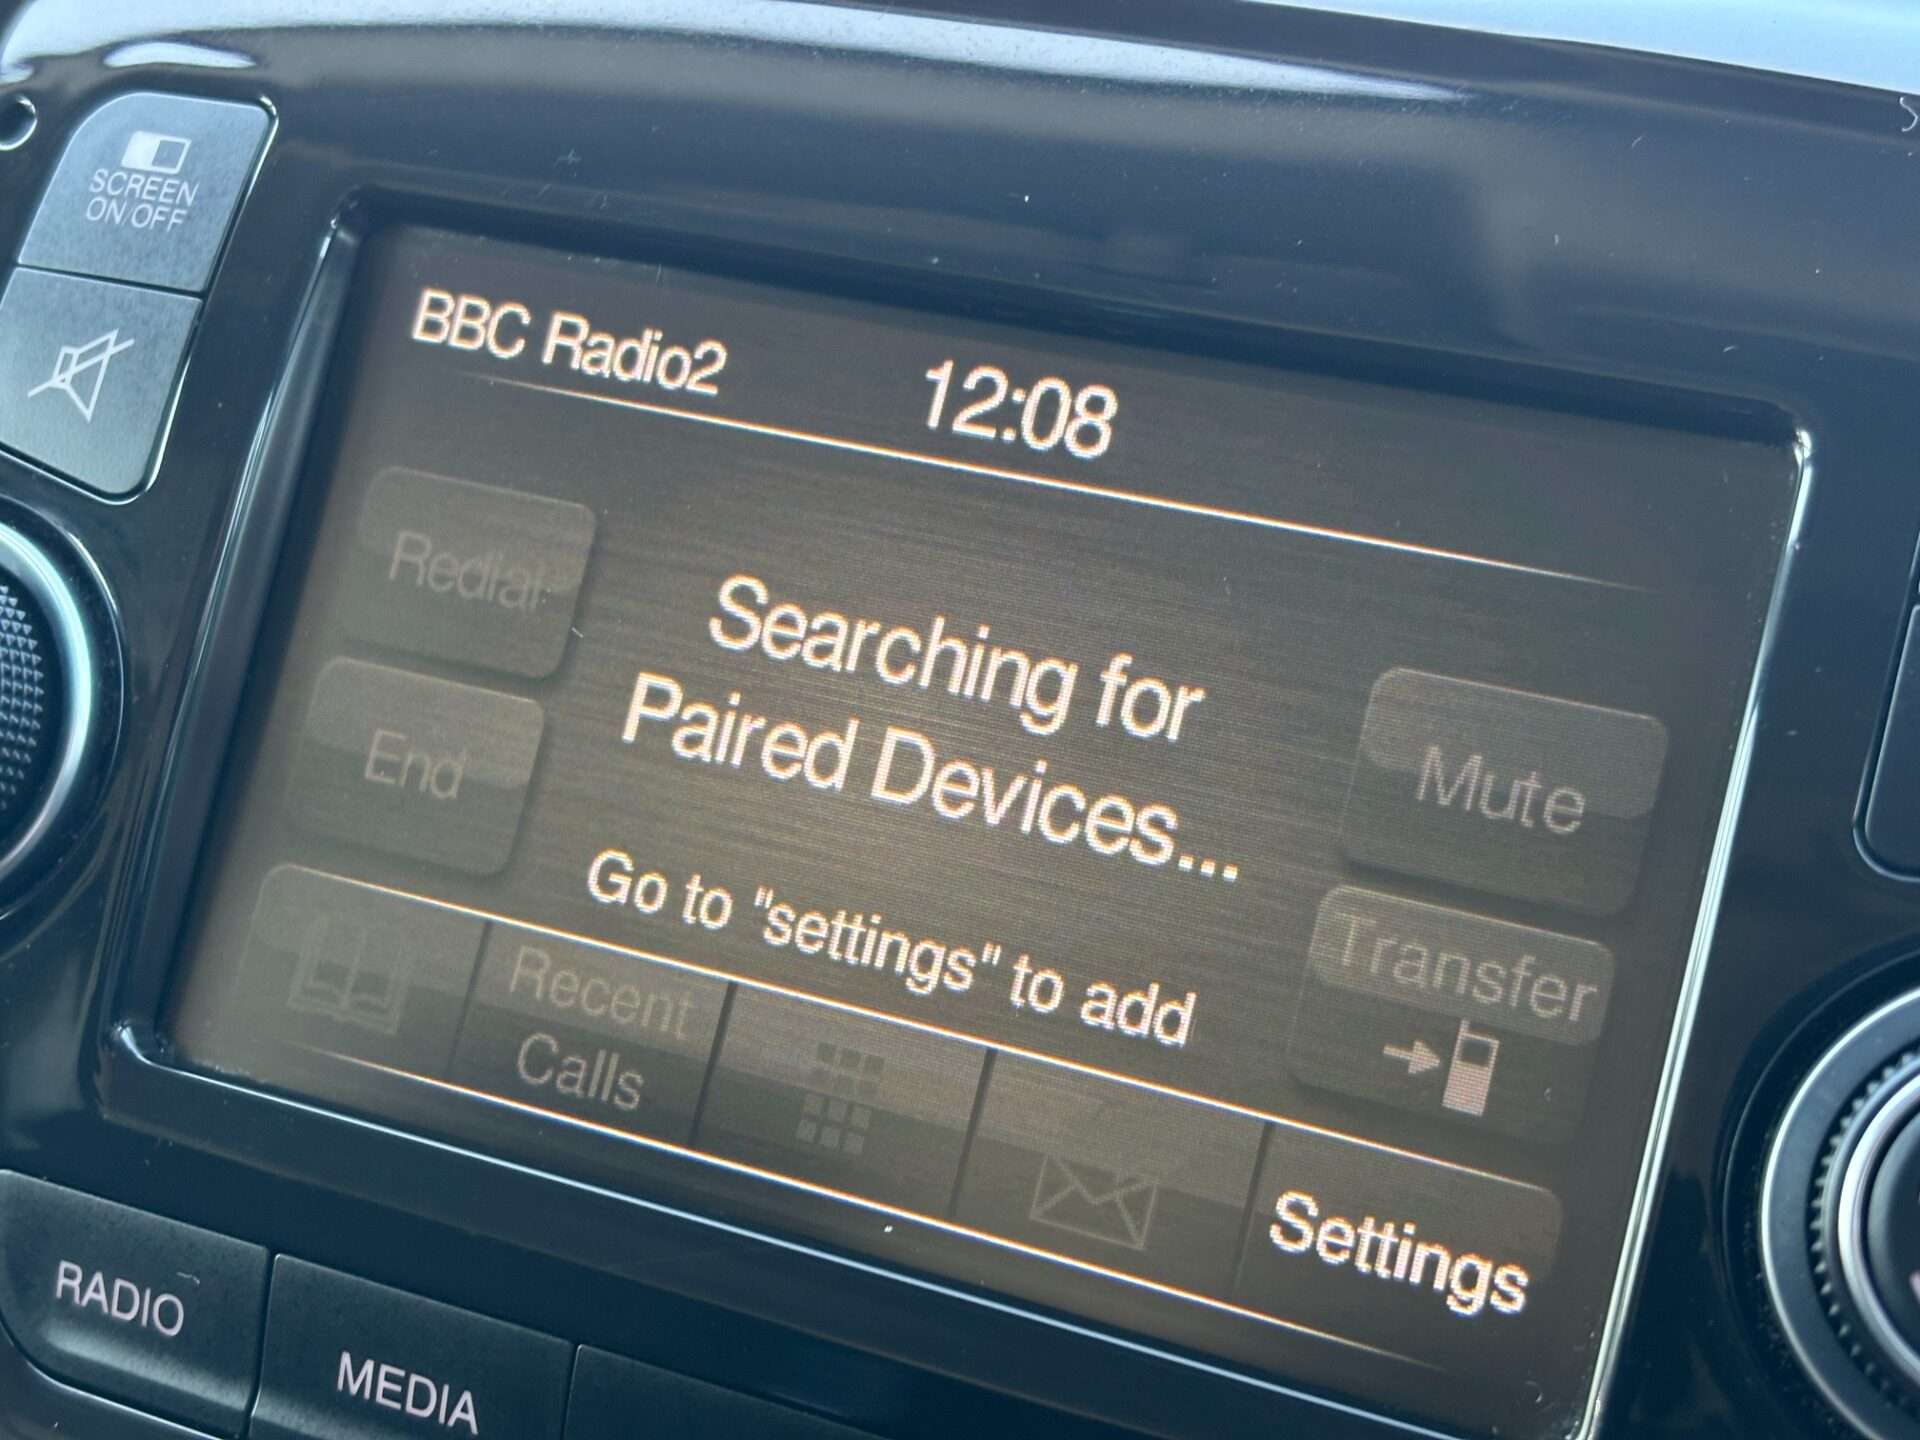 SCREEN
ON/OFF
BBC Radio2
12:08
Redial
Searching for
Paired Devices...
End
Mute
Go to "settings" to add
Transfer
Recent
Calls
Settings
RADIO
MEDIA